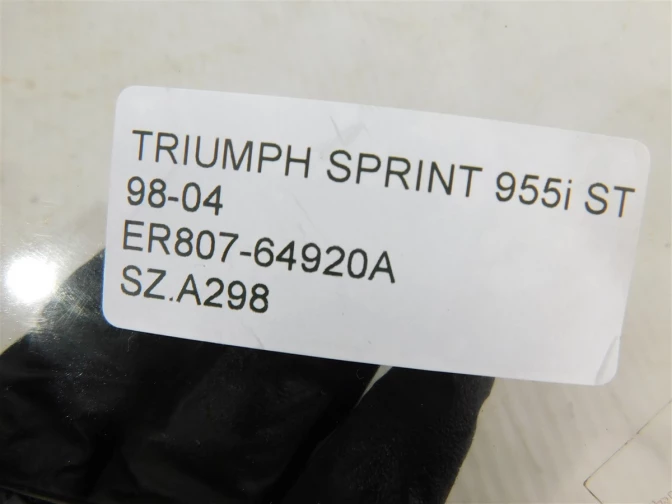 TRIUMPH SPRINT 955i ST
98-04
ER807-64920A
SZ.A298